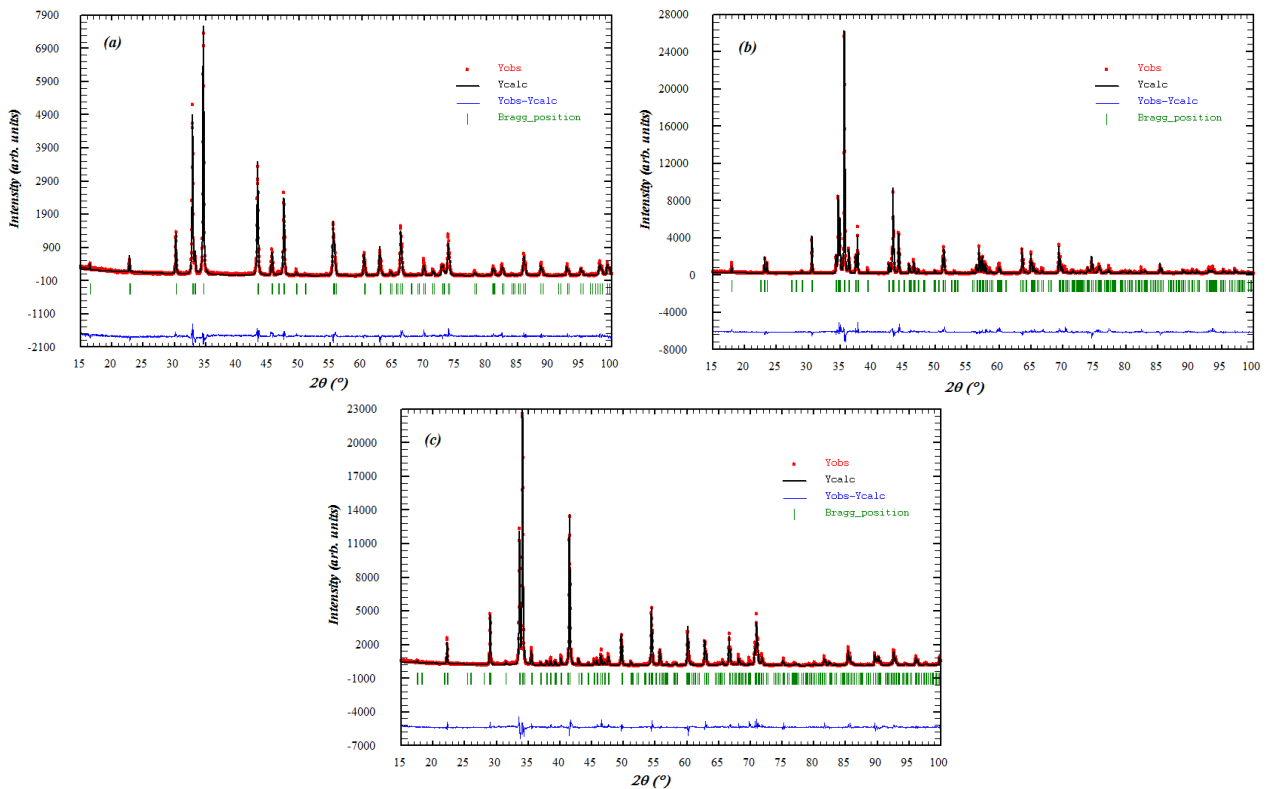 (a)
Intensity (arb. units)
7900
6900
5900
4900
3900
2900
1900
900
-100
-1100
-2100
Yobs
Ycalc
Yobs-Ycalc
Bragg_position
15 20 25 30 35 40 45 50 55 60 65 70 75 80 85 90 95 100
2θ (°)
(b)
Intensity (arb. units)
28000
24000
20000
16000
12000
8000
4000
0
-4000
-8000
Yobs
Ycalc
Yobs-Ycalc
Bragg_position
15 20 25 30 35 40 45 50 55 60 65 70 75 80 85 90 95 100
2θ (°)
(c)
Intensity (arb. units)
23000
20000
17000
14000
11000
8000
5000
2000
-1000
-4000
-7000
Yobs
Ycalc
Yobs-Ycalc
Bragg_position
15 20 25 30 35 40 45 50 55 60 65 70 75 80 85 90 95 100
2θ (°)